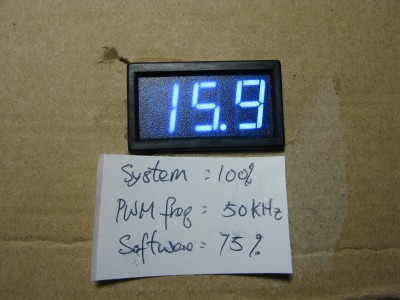 15.9
System = 100%
PWM freq = 50KHz
Software = 75%